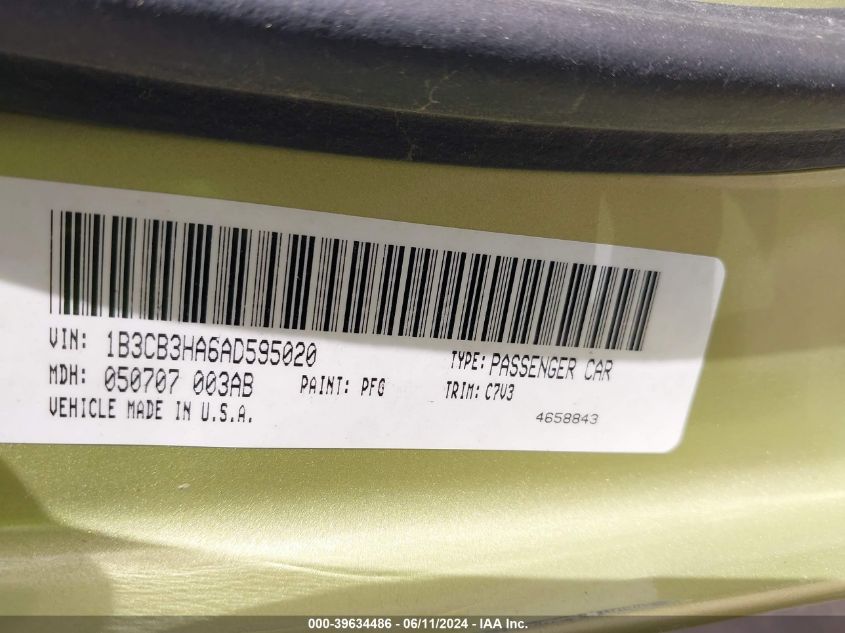 VIN: 1B3CB3HA6AD595020 TYPE: PASSENGER CAR
MDH: 050707 003AB PAINT: PFG TRIM: C7V3
VEHICLE MADE IN U.S.A. 4658843
000-39634486 - 06/11/2024 - IAA Inc.